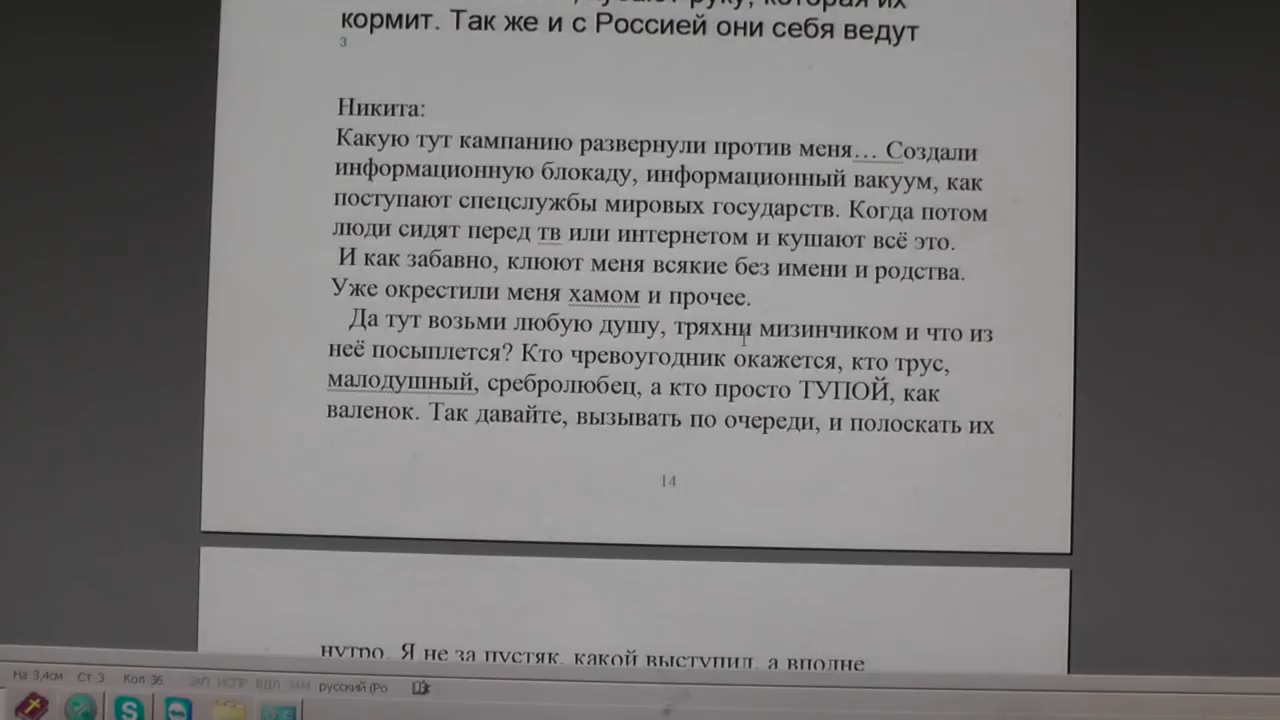 руку, которая их
кормит. Так же и с Россией они себя ведут
3
Никита:
Какую тут кампанию развернули против меня… Создали
информационную блокаду, информационный вакуум, как
поступают спецслужбы мировых государств. Когда потом
люди сидят перед тв или интернетом и кушают всё это.
И как забавно, клюют меня всякие без имени и родства.
Уже окрестили меня хамом и прочее.
Да тут возьми любую душу, тряхни мизинчиком и что из
неё посыплется? Кто чревоугодник окажется, кто трус,
малодушный, сребролюбец, а кто просто ТУПОЙ, как
валенок. Так давайте, вызывать по очереди, и полоскать их
14
нутро. Я не за пустяк, какой выступил, а вполне
На 3,4см Ст 3 Кол 36 ЗАП ИСПР ВДЛ ЗАМ русский (Ро